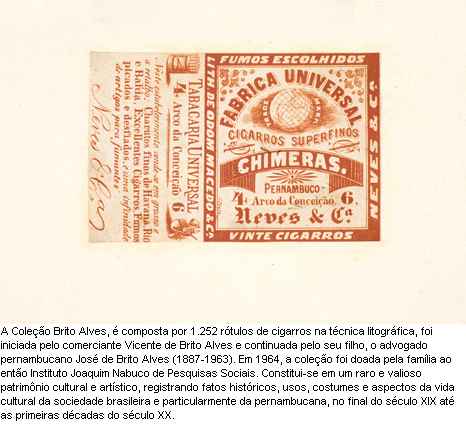 Neste estabelecimento vende-se em grosso e
a retalho, Charutos finos de Havana, Rio
e Bahia, Excellentes Cigarros, Fumos
picados e desfiados, e uma infinidade
de artigos para fumantes
Neves & Ca
TABACARIA UNIVERSAL
4 Arco da Conceição 6
LITH. DE ODON U MACEDO & Ca.
FUMOS ESCOLHIDOS
FABRICA UNIVERSAL
CIGARROS SUPERFINOS
CHIMERAS.
PERNAMBUCO
4. Arco da Conceição, 6.
Neves & Ca.
VINTE CIGARROS
NEVES & Ca
A Coleção Brito Alves, é composta por 1.252 rótulos de cigarros na técnica litográfica, foi
iniciada pelo comerciante Vicente de Brito Alves e continuada pelo seu filho, o advogado
pernambucano José de Brito Alves (1887-1963). Em 1964, a coleção foi doada pela família ao
então Instituto Joaquim Nabuco de Pesquisas Sociais. Constitui-se em um raro e valioso
patrimônio cultural e artístico, registrando fatos históricos, usos, costumes e aspectos da vida
cultural da sociedade brasileira e particularmente da pernambucana, no final do século XIX até
as primeiras décadas do século XX.